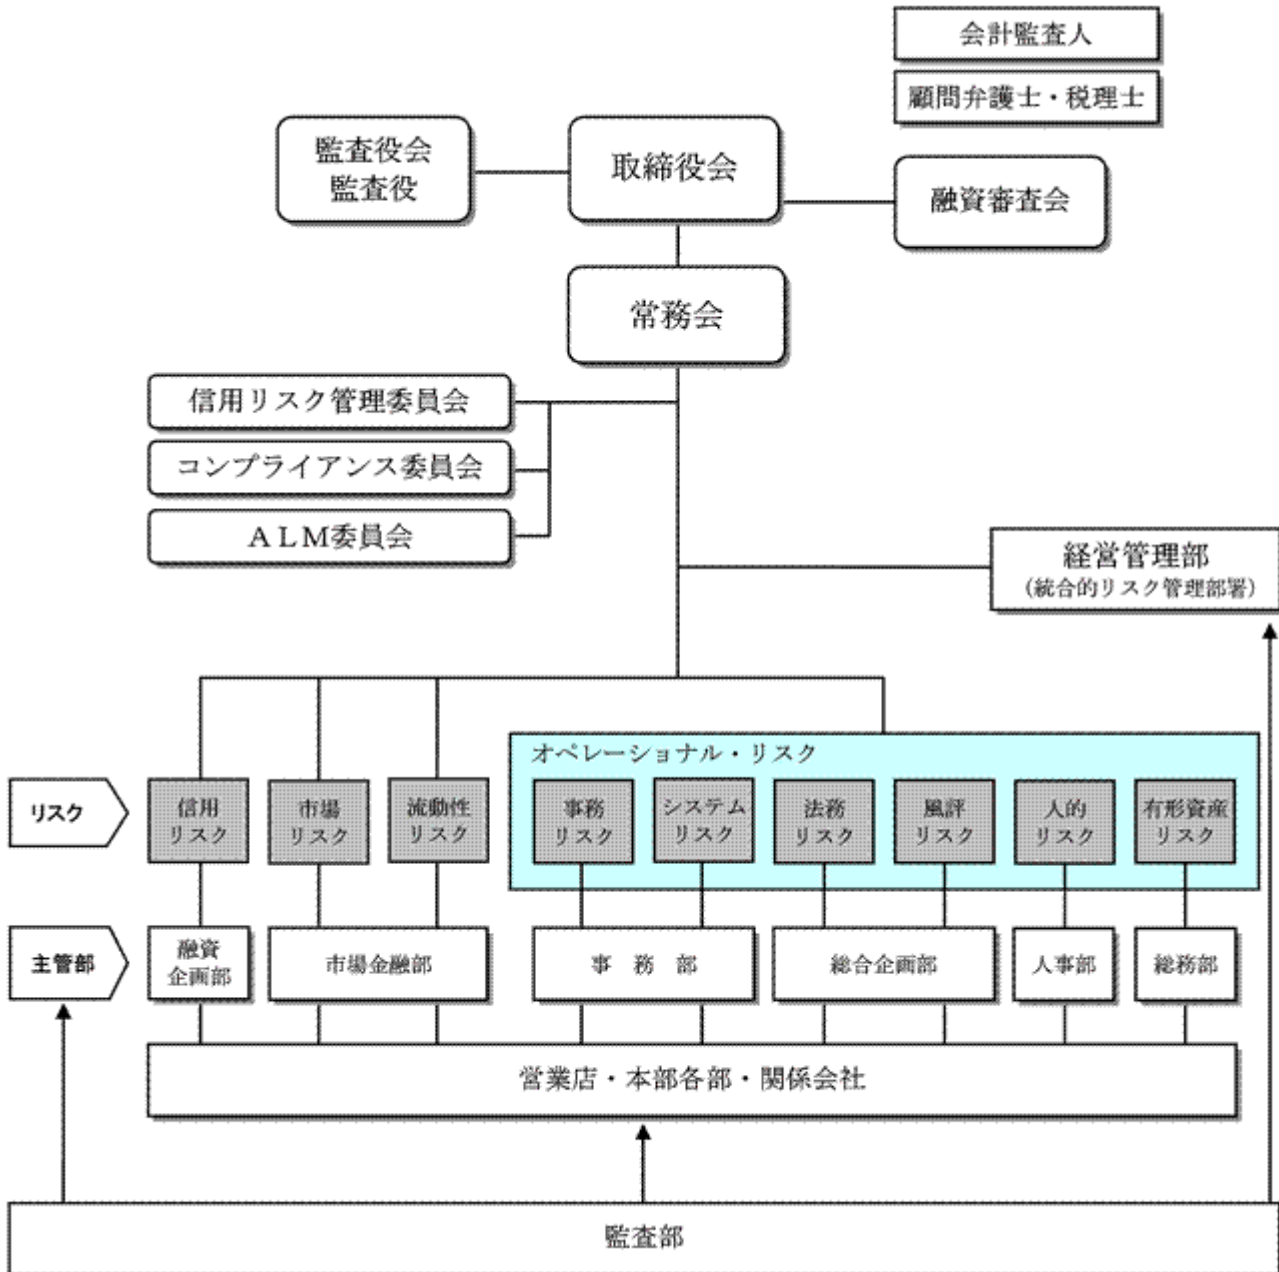 会計監査人
顧問弁護士・税理士
監査役会
監査役
取締役会
融資審査会
常務会
信用リスク管理委員会
コンプライアンス委員会
ＡＬＭ委員会
経営管理部
（統合的リスク管理部署）
オペレーショナル・リスク
リスク
信用
リスク
市場
リスク
流動性
リスク
事務
リスク
システム
リスク
法務
リスク
風評
リスク
人的
リスク
有形資産
リスク
主管部
融資
企画部
市場金融部
事　務　部
総合企画部
人事部
総務部
営業店・本部各部・関係会社
監査部